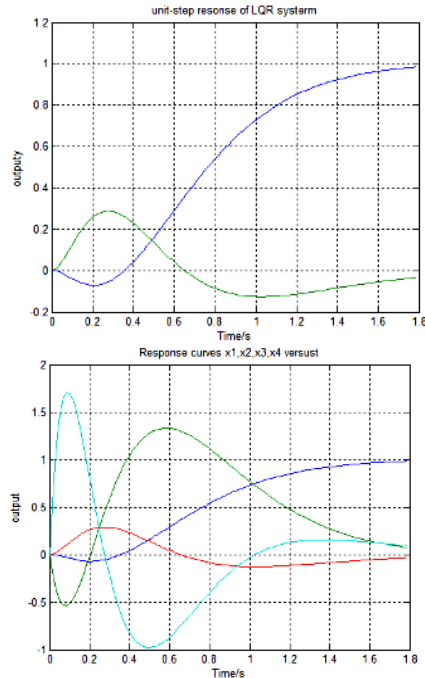 unit-step resonse of LQR systerm
1.2
1
0.8
0.6
0.4
0.2
0
-0.2
outputy
0 0.2 0.4 0.6 0.8 1 1.2 1.4 1.6 1.8
Time/s
Response curves x1,x2,x3,x4 versust
2
1.5
1
0.5
0
-0.5
-1
output
0 0.2 0.4 0.6 0.8 1 1.2 1.4 1.6 1.8
Time/s